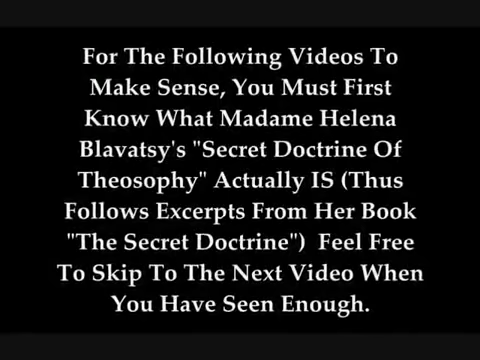 For The Following Videos To
Make Sense, You Must First
Know What Madame Helena
Blavatsy's "Secret Doctrine Of
Theosophy" Actually IS (Thus
Follows Excerpts From Her Book
"The Secret Doctrine")  Feel Free
To Skip To The Next Video When
You Have Seen Enough.